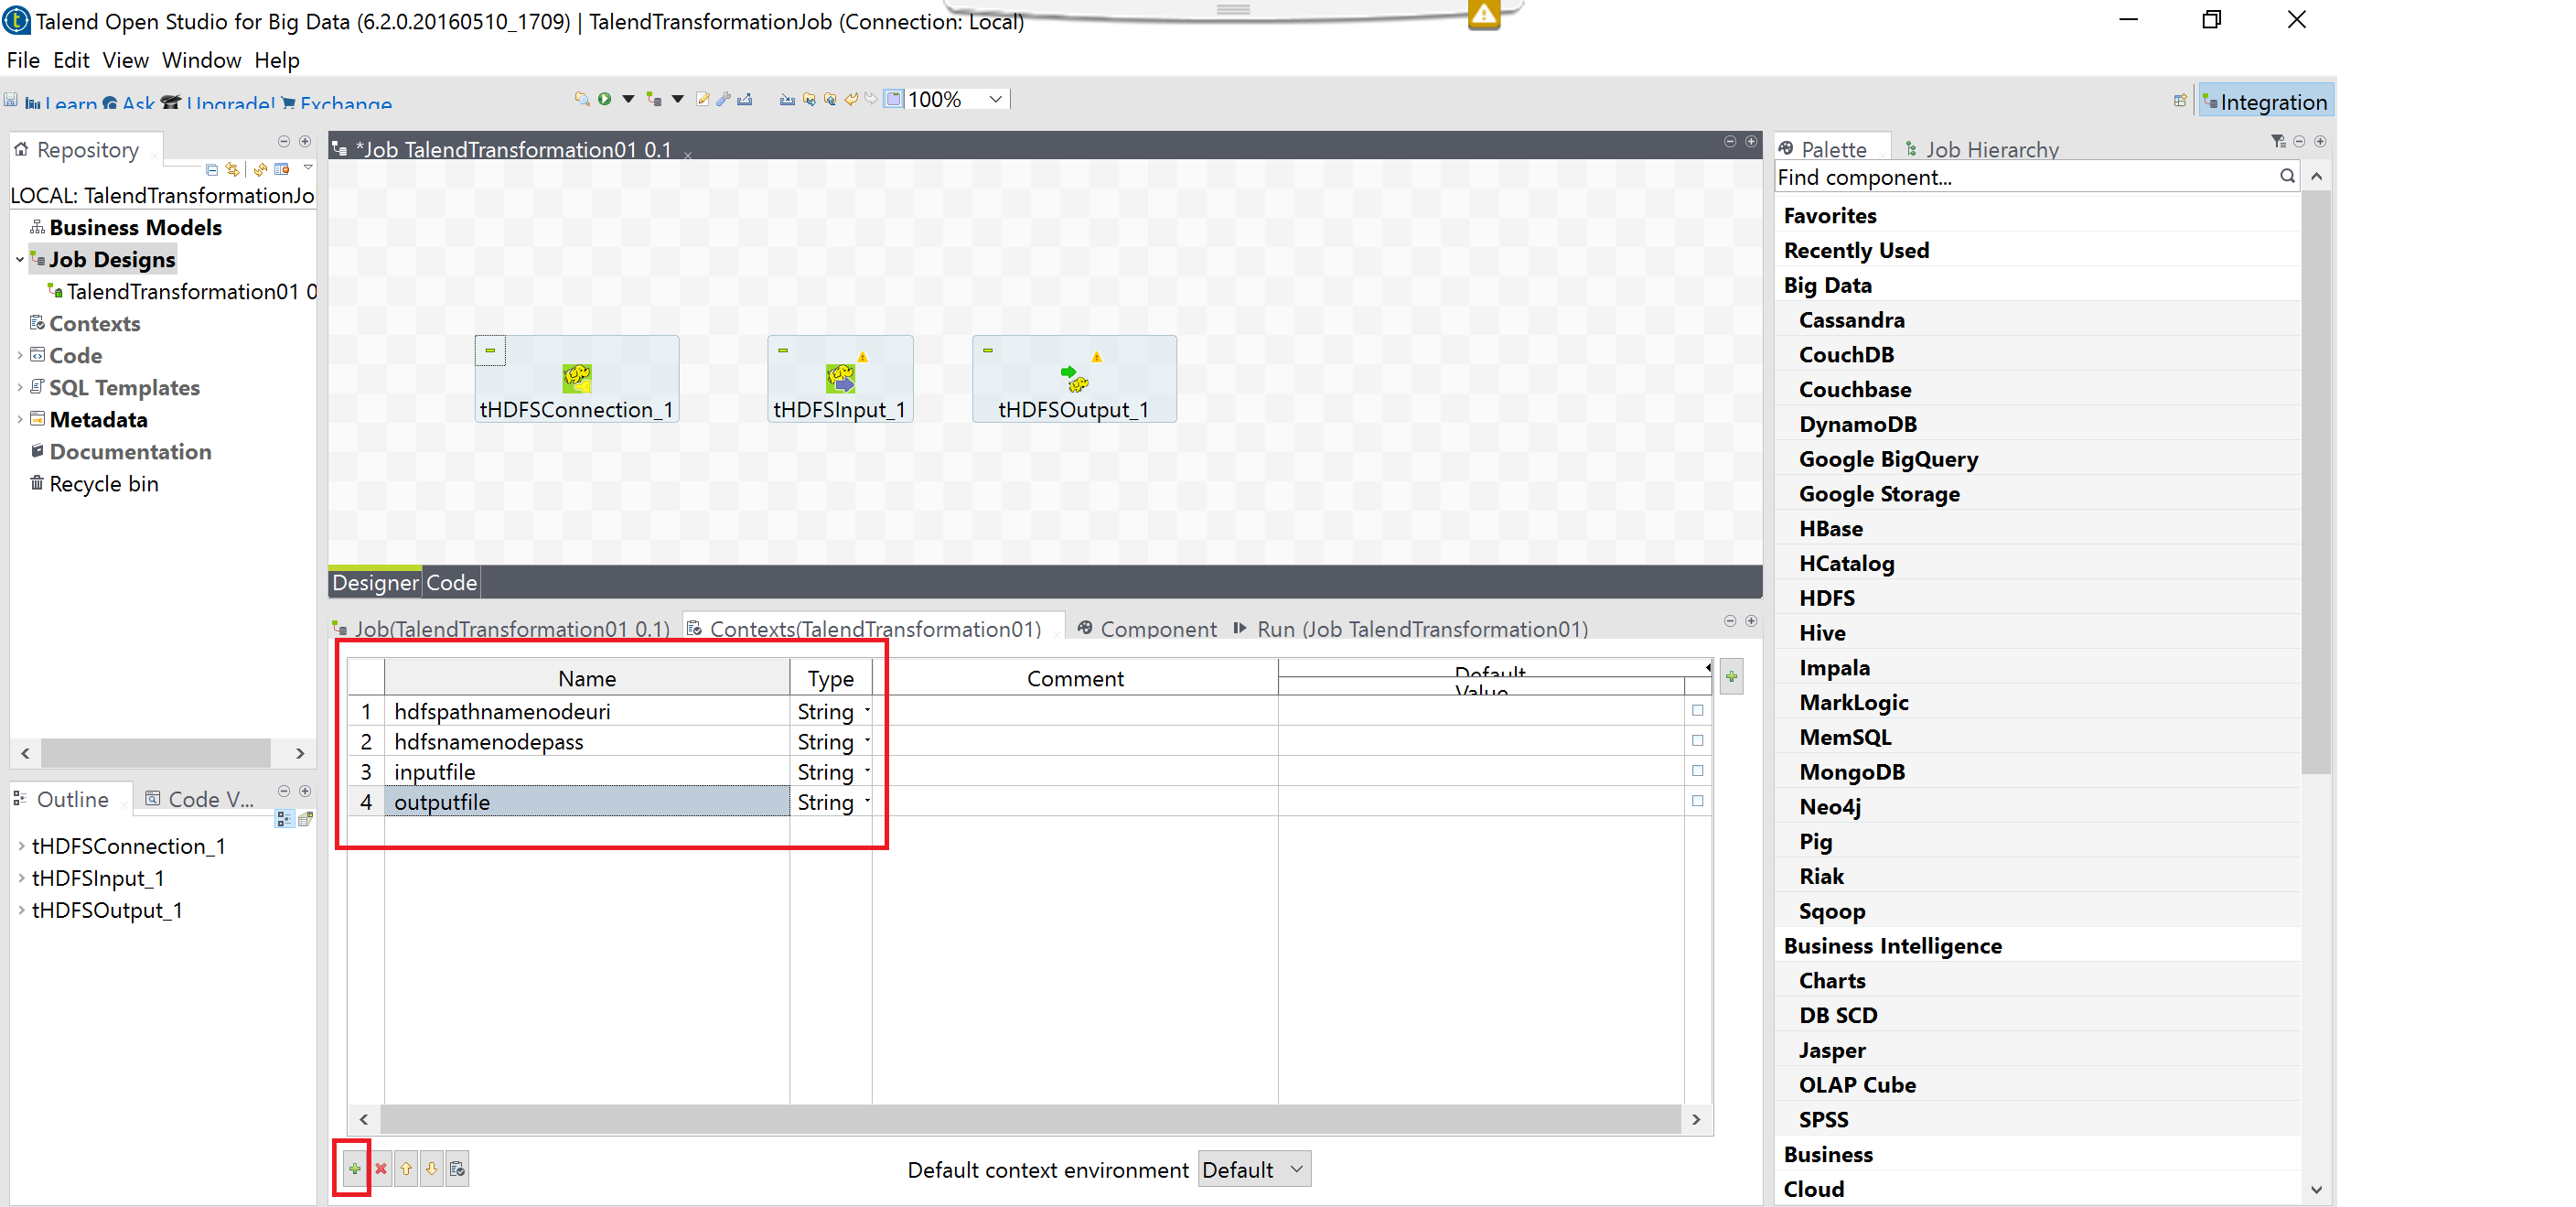 Talend Open Studio for Big Data (6.2.0.20160510_1709) | TalendTransformationJob (Connection: Local)
File Edit View Window Help
Learn Ask Upgrade! Exchange
100%
Integration
Repository
LOCAL: TalendTransformationJo
Business Models
Job Designs
TalendTransformation01 0
Contexts
Code
SQL Templates
Metadata
Documentation
Recycle bin
Outline
Code V...
tHDFSConnection_1
tHDFSInput_1
tHDFSOutput_1
*Job TalendTransformation01 0.1
tHDFSConnection_1
tHDFSInput_1
tHDFSOutput_1
Designer Code
Job(TalendTransformation01 0.1)
Contexts(TalendTransformation01)
Component
Run (Job TalendTransformation01)
Name Type Comment Default
Value
1 hdfspathnamenodeuri String
2 hdfsnamenodepass String
3 inputfile String
4 outputfile String
Default context environment Default
Palette
Job Hierarchy
Find component...
Favorites
Recently Used
Big Data
Cassandra
CouchDB
Couchbase
DynamoDB
Google BigQuery
Google Storage
HBase
HCatalog
HDFS
Hive
Impala
MarkLogic
MemSQL
MongoDB
Neo4j
Pig
Riak
Sqoop
Business Intelligence
Charts
DB SCD
Jasper
OLAP Cube
SPSS
Business
Cloud